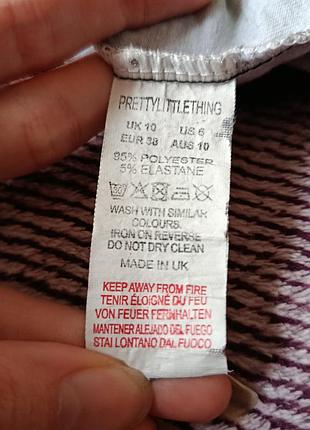 PRETTYLITTLETHING
UK 10 US 6
EUR 38 AUS 10
95% POLYESTER
5% ELASTANE
WASH WITH SIMILAR
COLOURS.
IRON ON REVERSE
DO NOT DRY CLEAN
MADE IN UK
KEEP AWAY FROM FIRE
TENIR ÉLOIGNÉ DU FEU
VON FEUER FERNHALTEN
MANTENER ALEJADO DEL FUEGO
STAI LONTANO DAL FUOCO